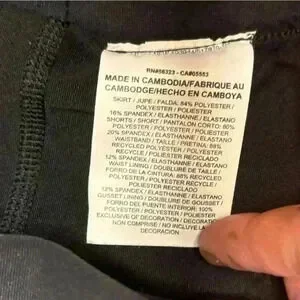 RN#56323 - CA#05553
MADE IN CAMBODIA/FABRIQUE AU
CAMBODGE/HECHO EN CAMBOYA
SKIRT / JUPE / FALDA: 84% POLYESTER /
POLYESTER / POLIÉSTER
16% SPANDEX / ÉLASTHANNE / ELASTANO
SHORTS / SHORT / PANTALON CORTO: 80%
POLYESTER / POLYESTER / POLIÉSTER
20% SPANDEX / ÉLASTHANNE / ELASTANO
WAISTBAND / TAILLE / PRETINA: 88%
RECYCLED POLYESTER / POLYESTER
RECYCLÉ / POLIÉSTER RECICLADO
12% SPANDEX / ÉLASTHANNE / ELASTANO
WAIST LINING / DOUBLURE DE TAILLE /
FORRO DE LA CINTURA: 88% RECYCLED
POLYESTER / POLYESTER RECYCLÉ /
POLIÉSTER RECICLADO
12% SPANDEX / ÉLASTHANNE / ELASTANO
GUSSET LINING / DOUBLURE DE GOUSSET /
FORRO DEL PUENTE INTERIOR: 100%
POLYESTER / POLYESTER / POLIÉSTER
EXCLUSIVE OF DECORATION / DÉCORATION
NON COMPRISE / NO INCLUYE LA
DECORACIÓN